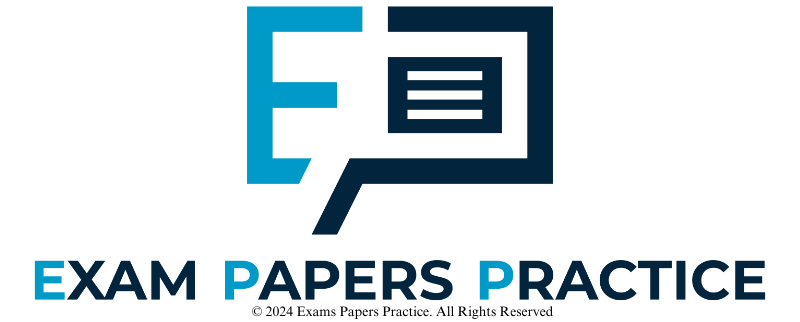 EXAM PAPERS PRACTICE
© 2024 Exams Papers Practice. All Rights Reserved